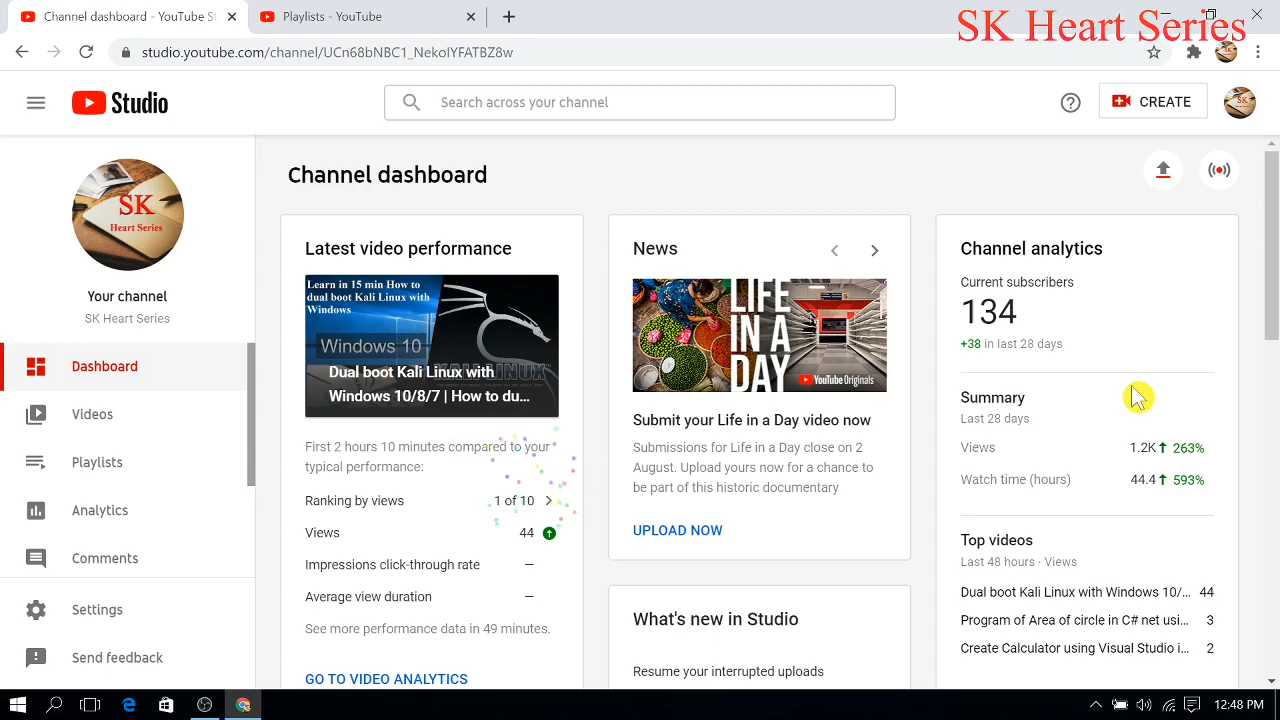 Channel dashboard - YouTube Stu
Playlists - YouTube
SK Heart Series
studio.youtube.com/channel/UCn68bNBC1_NekolYFATBZ8w
Studio
Search across your channel
CREATE
SK
SK
Heart Series
Your channel
SK Heart Series
Dashboard
Videos
Playlists
Analytics
Comments
Settings
Send feedback
Channel dashboard
Latest video performance
Learn in 15 min How to
dual boot Kali Linux with
Windows
Windows 10
Dual boot Kali Linux with
Windows 10/8/7 | How to du...
First 2 hours 10 minutes compared to your
typical performance:
Ranking by views 1 of 10
Views 44
Impressions click-through rate —
Average view duration —
See more performance data in 49 minutes.
GO TO VIDEO ANALYTICS
News
LIFE
IN A
DAY
YouTube Originals
Submit your Life in a Day video now
Submissions for Life in a Day close on 2
August. Upload yours now for a chance to
be part of this historic documentary
UPLOAD NOW
What's new in Studio
Resume your interrupted uploads
Channel analytics
Current subscribers
134
+38 in last 28 days
Summary
Last 28 days
Views 1.2K 263%
Watch time (hours) 44.4 593%
Top videos
Last 48 hours · Views
Dual boot Kali Linux with Windows 10/... 44
Program of Area of circle in C# net usi... 3
Create Calculator using Visual Studio i... 2
12:48 PM